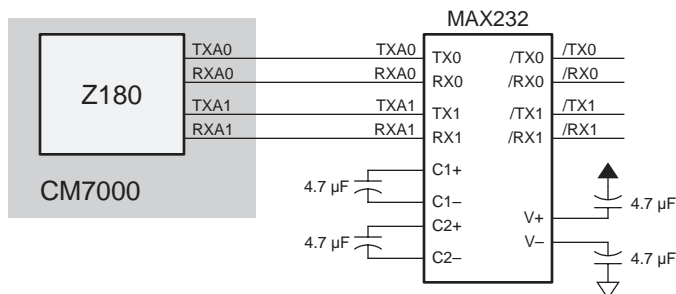 MAX232
TXA0 TXA0 TX0 /TX0 /TX0
RXA0 RXA0 RX0 /RX0 /RX0
Z180
TXA1 TXA1 TX1 /TX1 /TX1
RXA1 RXA1 RX1 /RX1 /RX1
CM7000
C1+
4.7 µF
C1–
C2+
4.7 µF
C2–
V+
4.7 µF
V–
4.7 µF